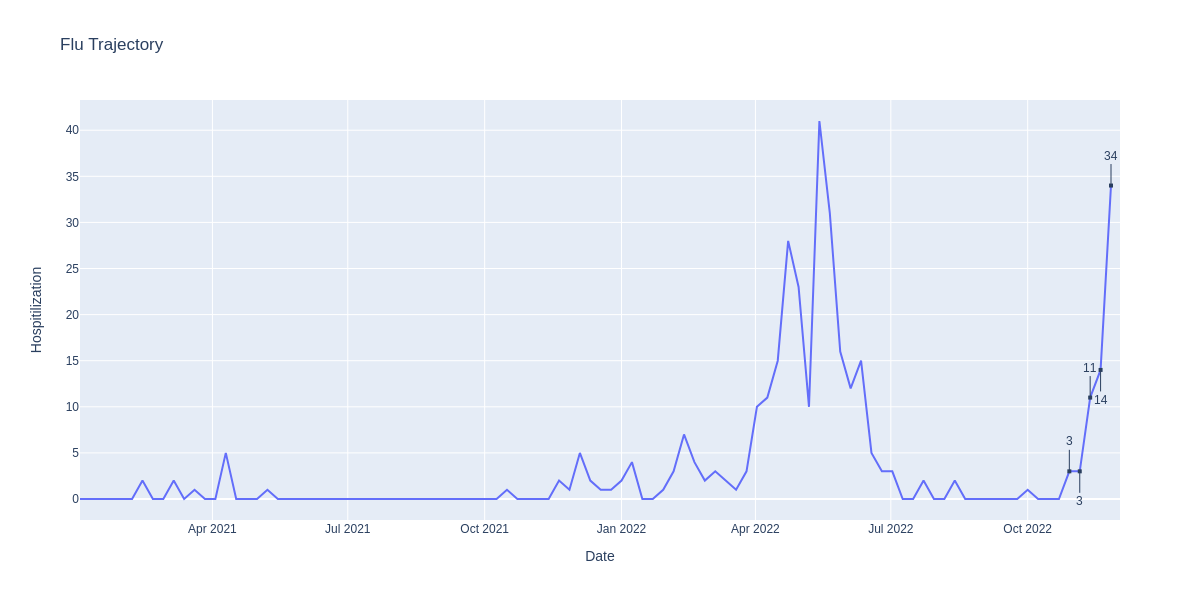 Flu Trajectory
Hospitilization
40
35
30
25
20
15
10
5
0
34
11
14
3
3
Apr 2021
Jul 2021
Oct 2021
Jan 2022
Apr 2022
Jul 2022
Oct 2022
Date